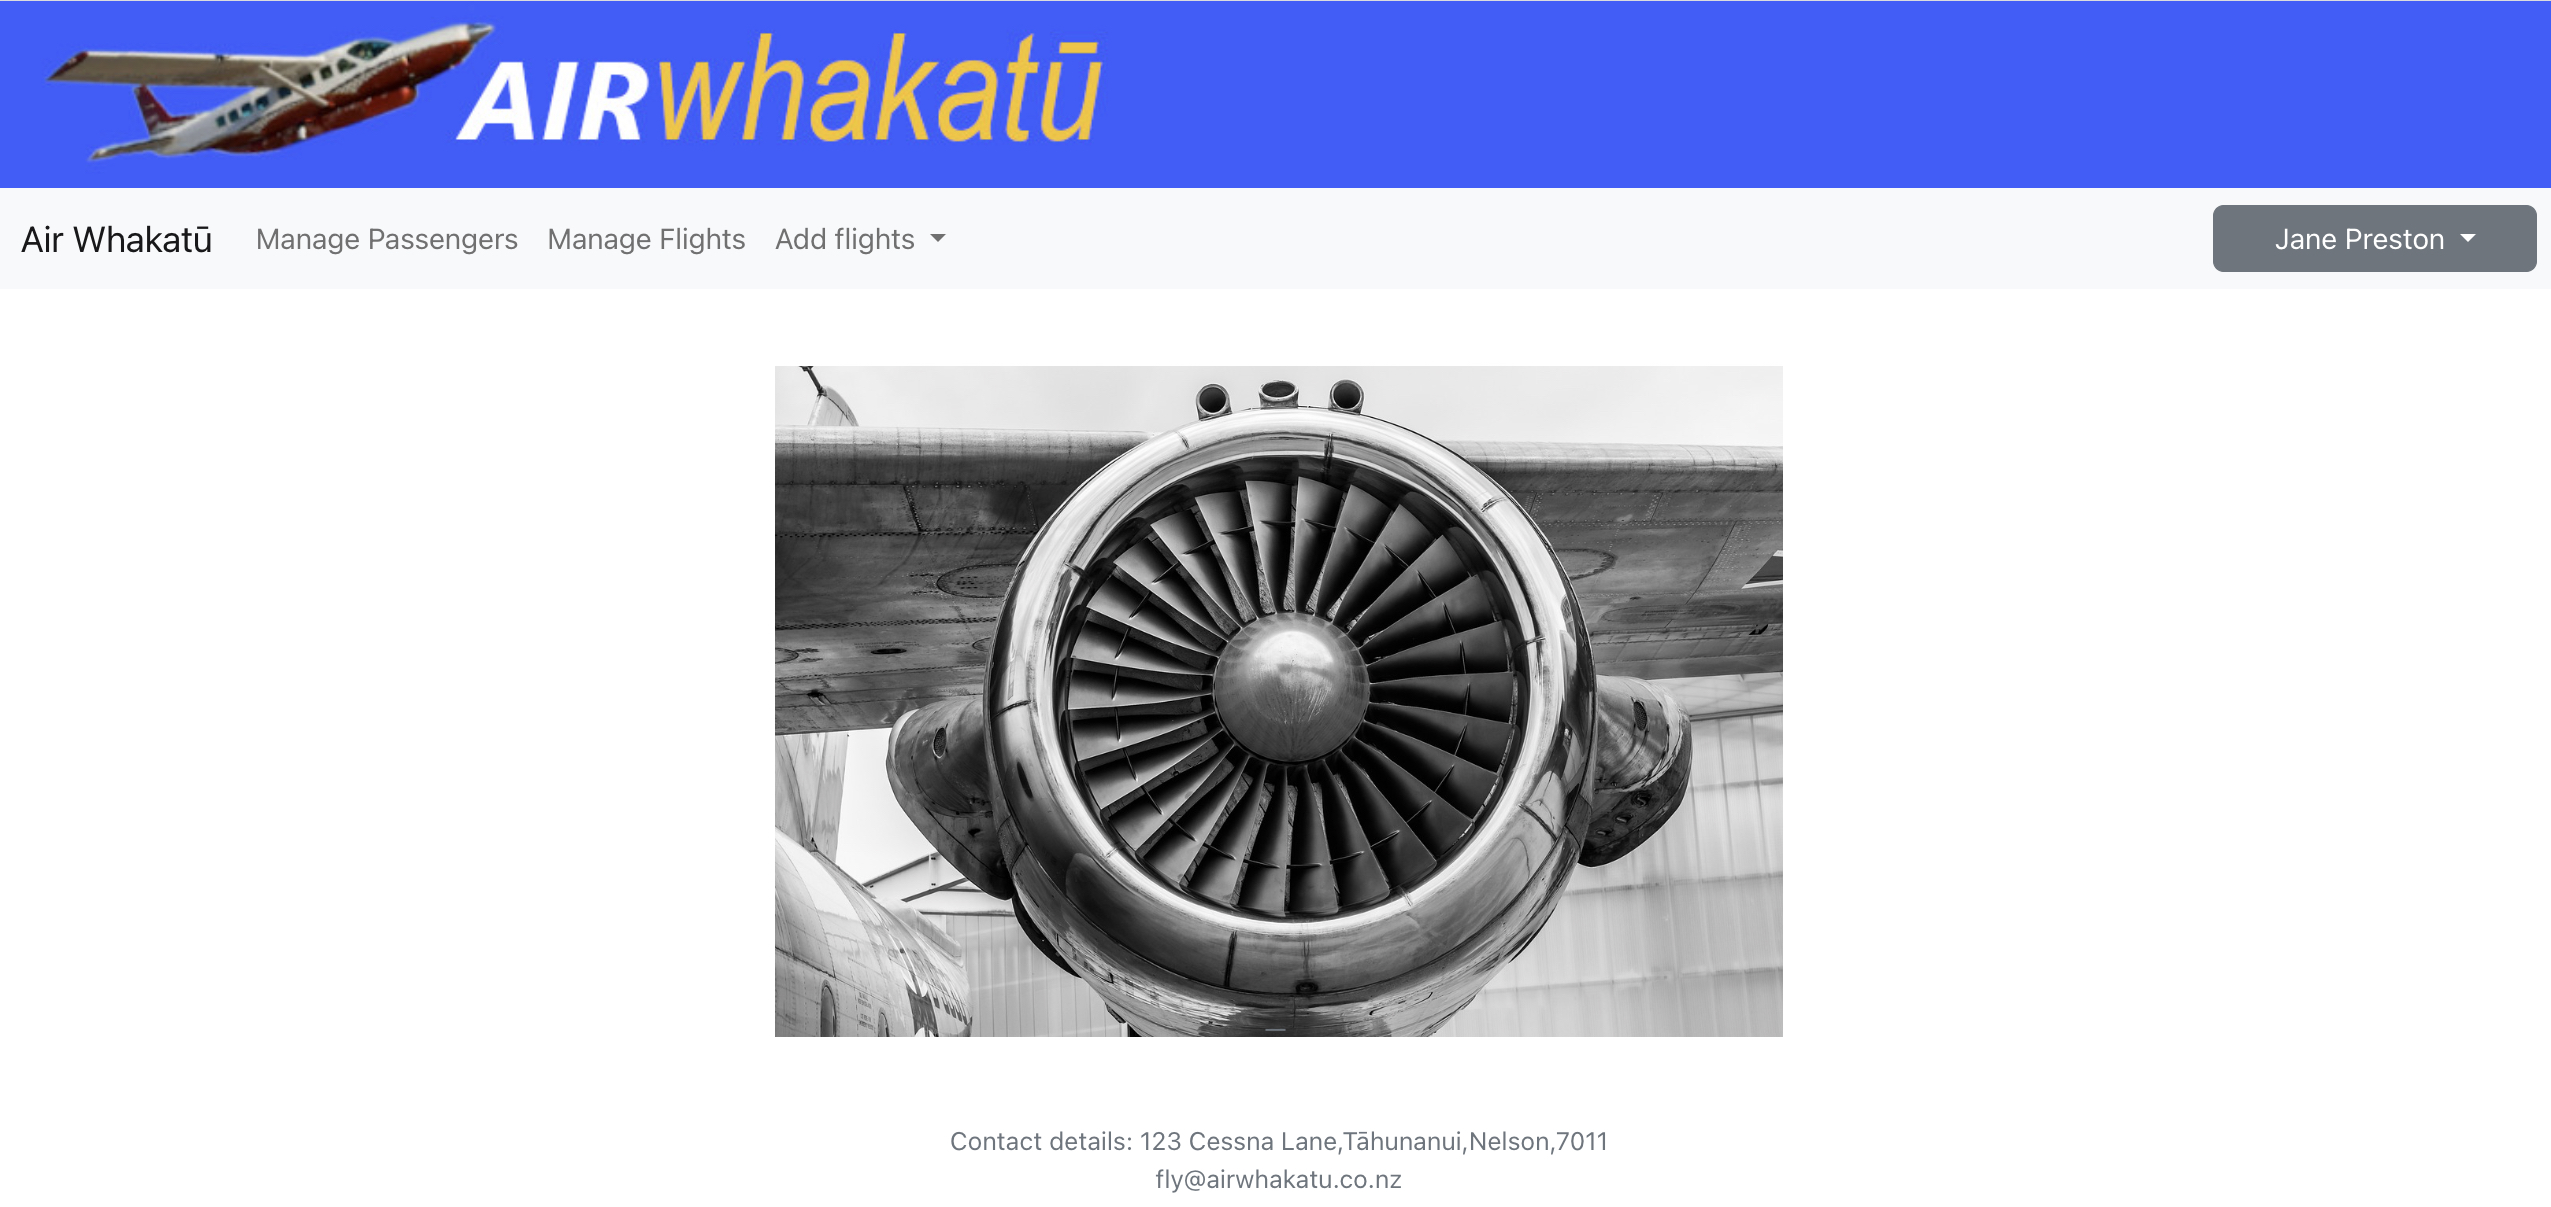 AIRwhakatū
Air Whakatū Manage Passengers Manage Flights Add flights Jane Preston
Contact details: 123 Cessna Lane,Tāhunanui,Nelson,7011
fly@airwhakatu.co.nz